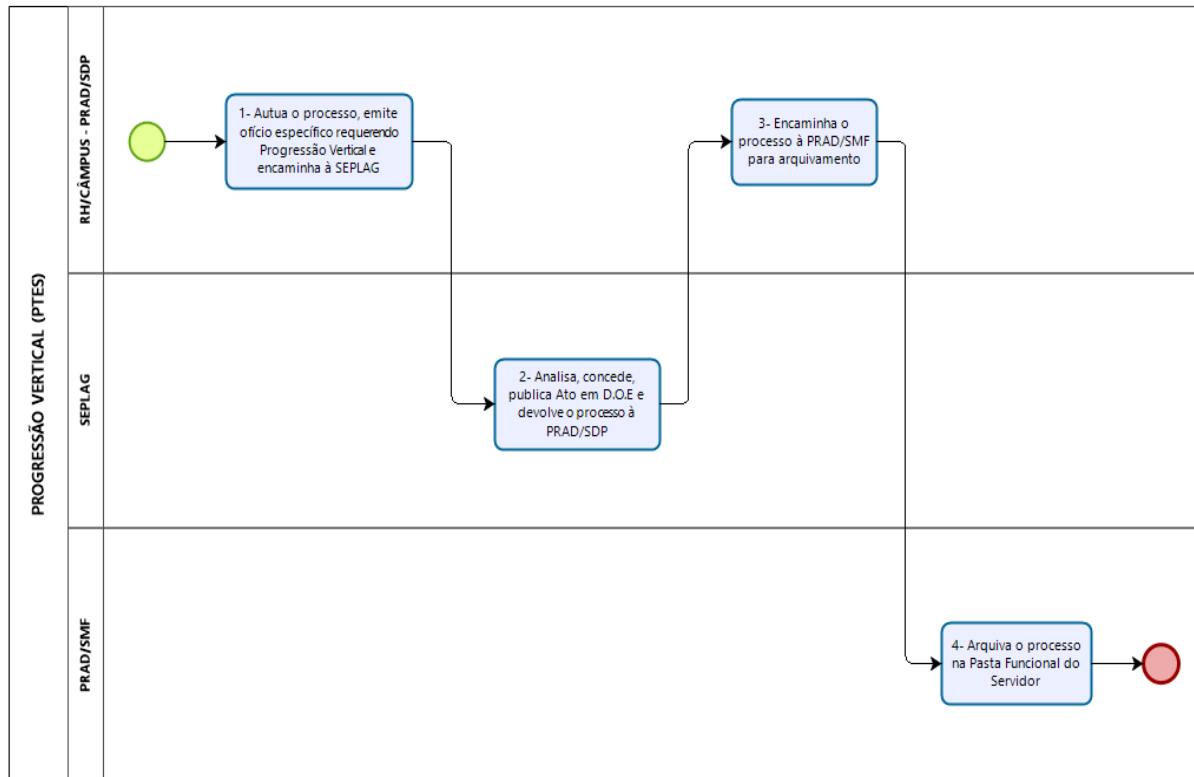 PROGRESSÃO VERTICAL (PTES)
RH/CÂMPUS - PRAD/SDP
1- Autua o processo, emite
ofício específico requerendo
Progressão Vertical e
encaminha à SEPLAG
3- Encaminha o
processo à PRAD/SMF
para arquivamento
SEPLAG
2- Analisa, concede,
publica Ato em D.O.E e
devolve o processo à
PRAD/SDP
PRAD/SMF
4- Arquiva o processo
na Pasta Funcional do
Servidor